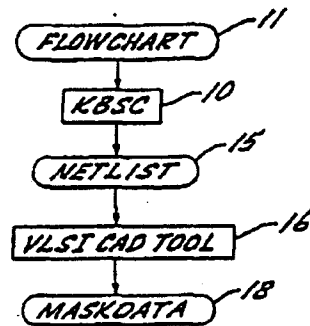 FLOWCHART 11
KBSC 10
NETLIST 15
VLSI CAD TOOL 16
MASKDATA 18